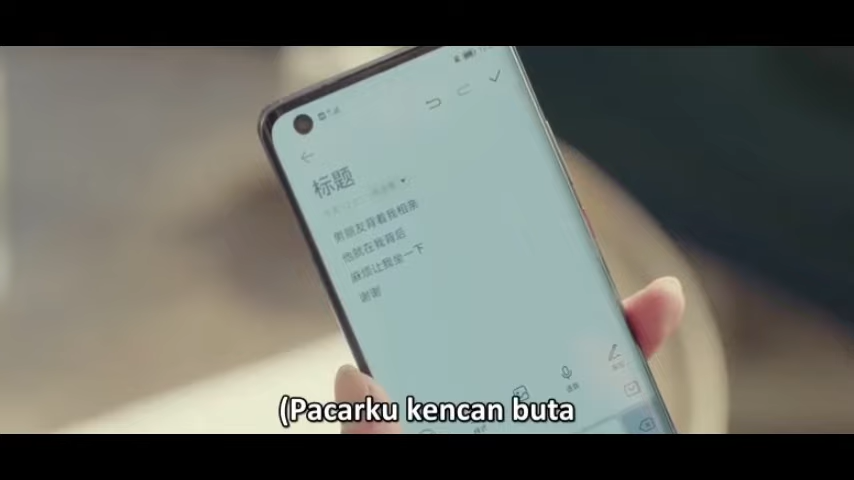 标题
男朋友背着我相亲
他就在我背后
麻烦让我坐一下
谢谢
(Pacarku kencan buta